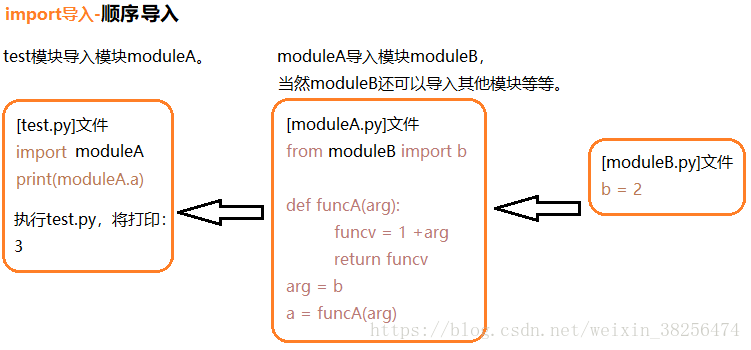 import导入-顺序导入
test模块导入模块moduleA。
moduleA导入模块moduleB，
当然moduleB还可以导入其他模块等等。
[test.py]文件
import moduleA
print(moduleA.a)
执行test.py，将打印：
3
[moduleA.py]文件
from moduleB import b
def funcA(arg):
funcv = 1 +arg
return funcv
arg = b
a = funcA(arg)
[moduleB.py]文件
b = 2
https://blog.csdn.net/weixin_38256474